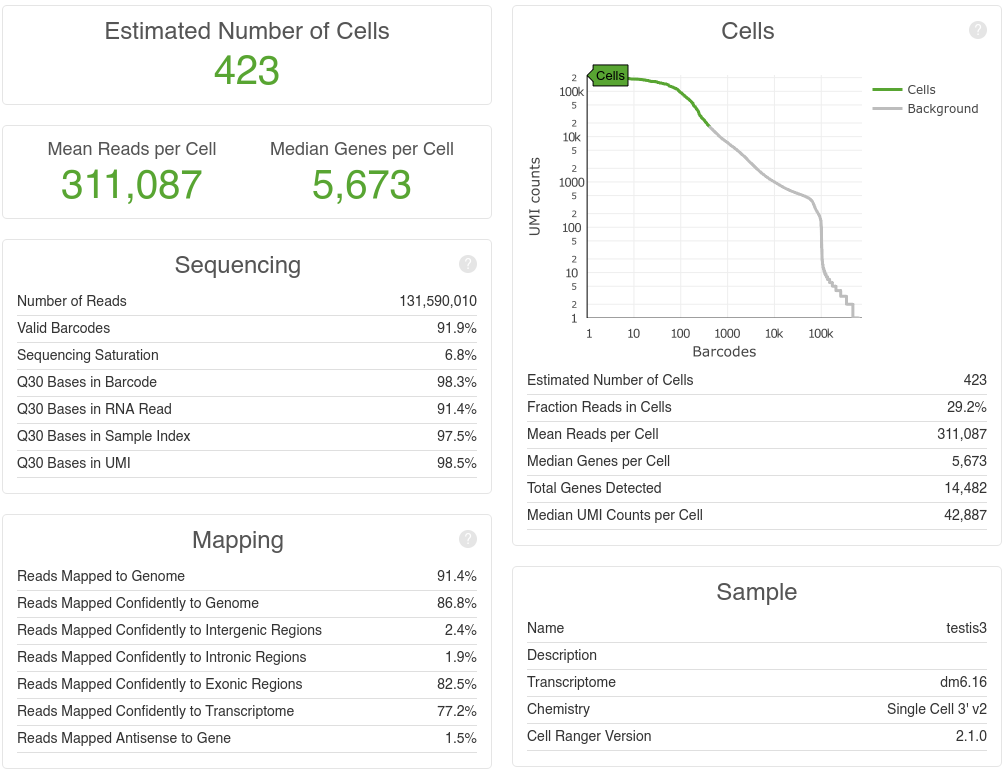 Estimated Number of Cells
423
Mean Reads per Cell
Median Genes per Cell
311,087
5,673
Sequencing
?
Number of Reads 131,590,010
Valid Barcodes 91.9%
Sequencing Saturation 6.8%
Q30 Bases in Barcode 98.3%
Q30 Bases in RNA Read 91.4%
Q30 Bases in Sample Index 97.5%
Q30 Bases in UMI 98.5%
Mapping
?
Reads Mapped to Genome 91.4%
Reads Mapped Confidently to Genome 86.8%
Reads Mapped Confidently to Intergenic Regions 2.4%
Reads Mapped Confidently to Intronic Regions 1.9%
Reads Mapped Confidently to Exonic Regions 82.5%
Reads Mapped Confidently to Transcriptome 77.2%
Reads Mapped Antisense to Gene 1.5%
Cells
?
Cells
Cells
Background
UMI counts
2
100k
5
2
10k
5
2
1000
5
2
100
5
2
10
5
2
1
1 10 100 1000 10k 100k
Barcodes
Estimated Number of Cells 423
Fraction Reads in Cells 29.2%
Mean Reads per Cell 311,087
Median Genes per Cell 5,673
Total Genes Detected 14,482
Median UMI Counts per Cell 42,887
Sample
Name testis3
Description
Transcriptome dm6.16
Chemistry Single Cell 3' v2
Cell Ranger Version 2.1.0